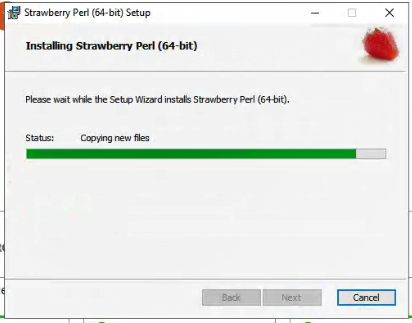 Strawberry Perl (64-bit) Setup
Installing Strawberry Perl (64-bit)
Please wait while the Setup Wizard installs Strawberry Perl (64-bit).
Status: Copying new files
Back Next Cancel